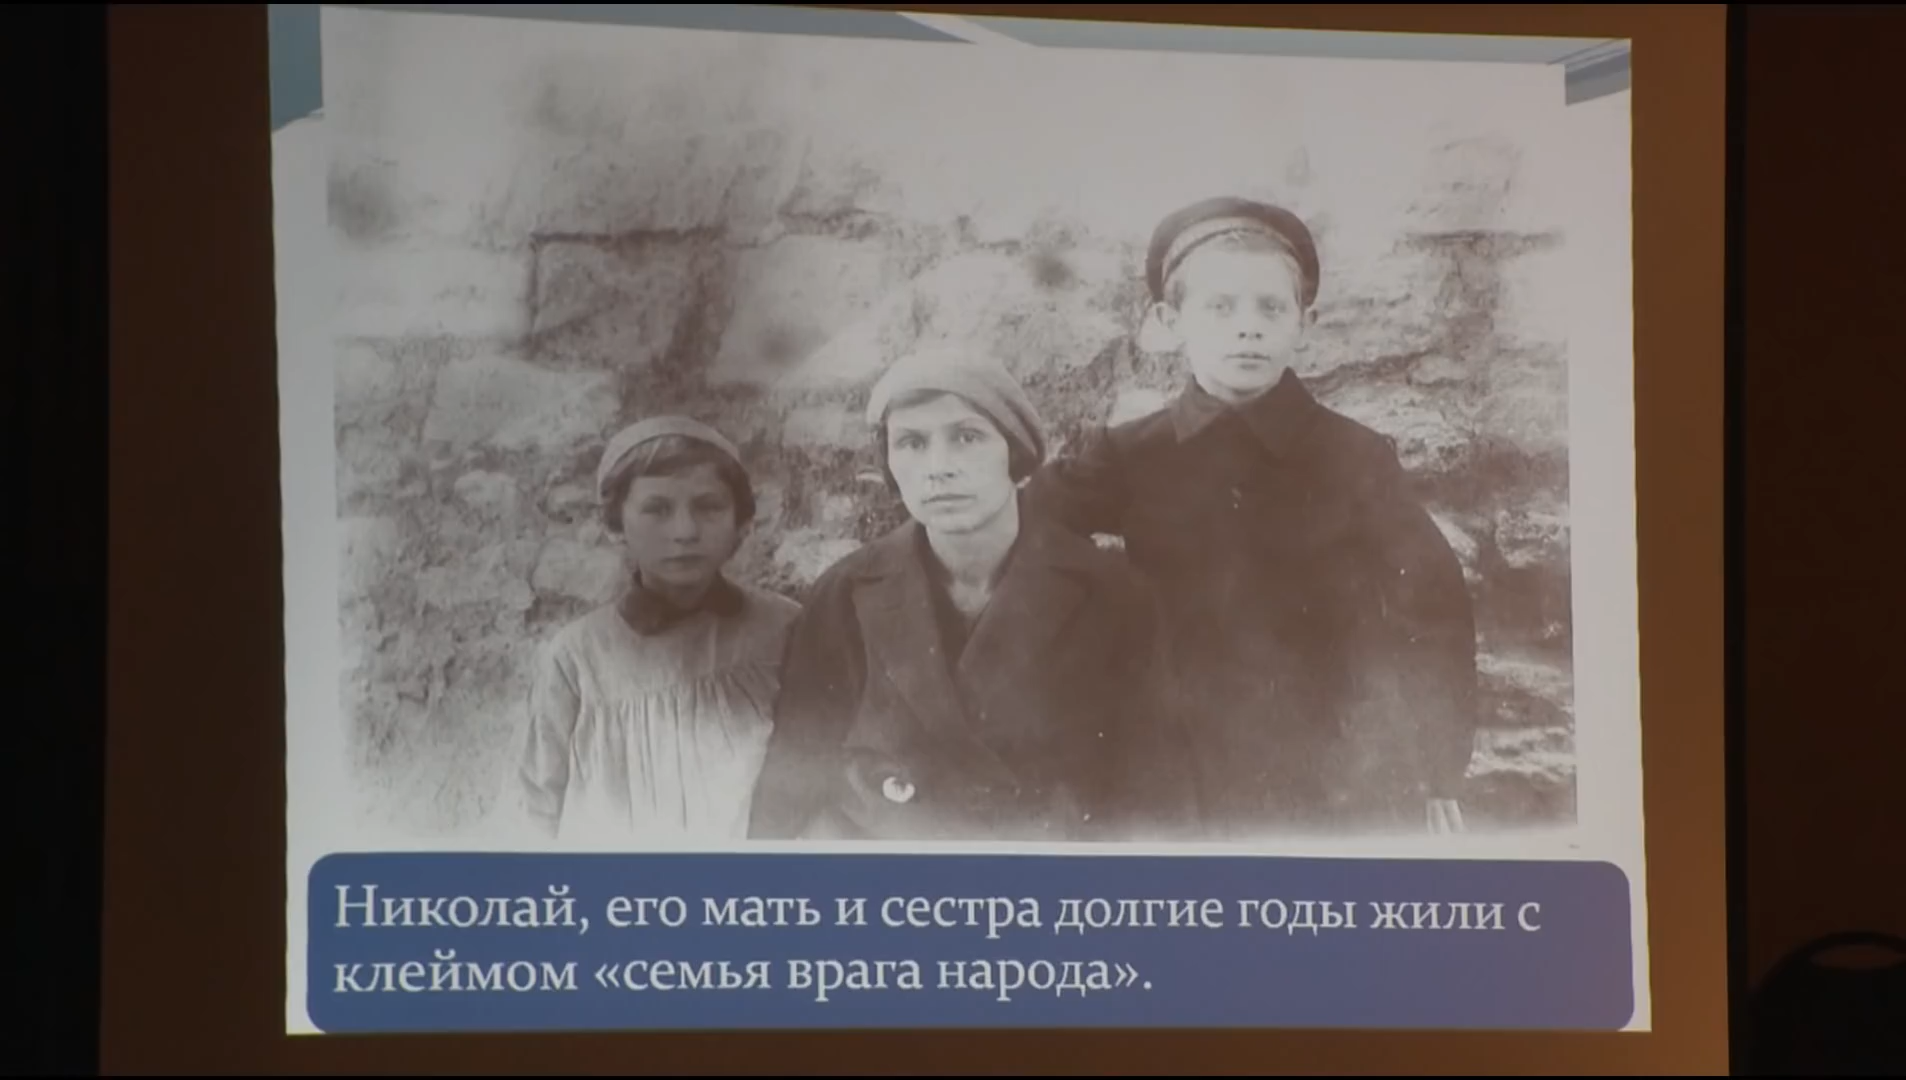 Николай, его мать и сестра долгие годы жили с
клеймом «семья врага народа».